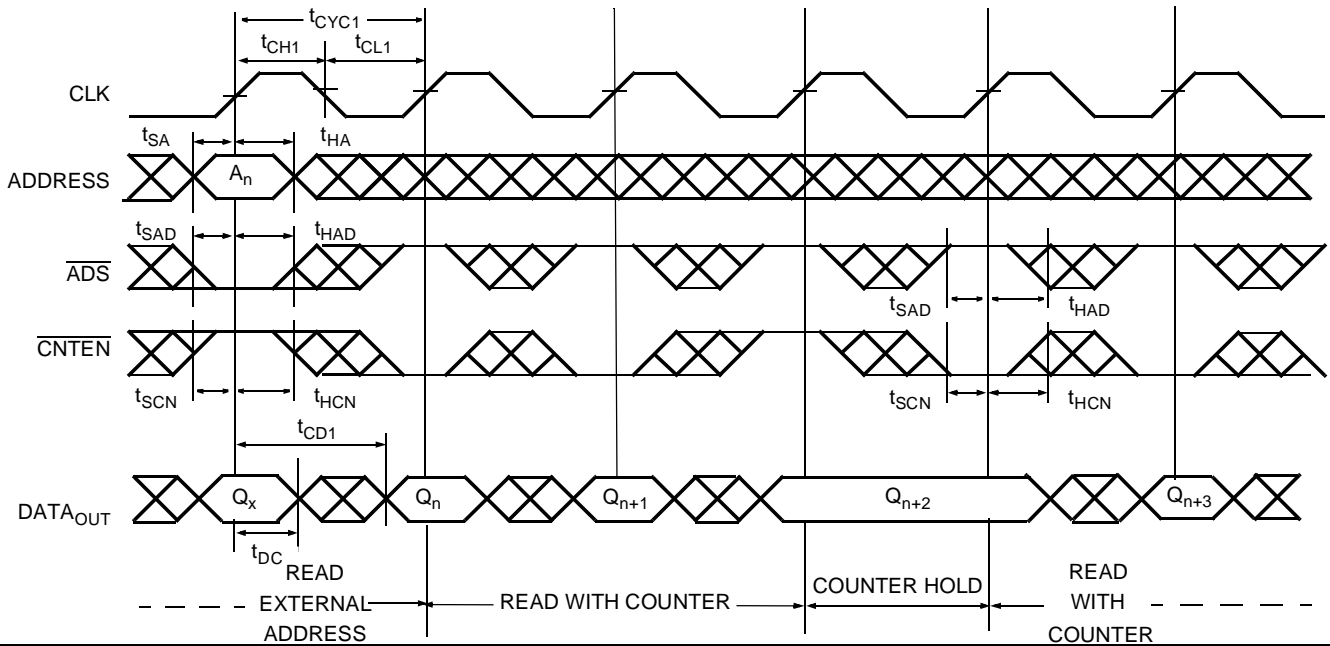 tCYC1
tCH1 tCL1
CLK
tSA tHA
ADDRESS An
tSAD tHAD
ADS
tSAD tHAD
CNTEN
tSCN tHCN tSCN tHCN
tCD1
DATAOUT Qx Qn Qn+1 Qn+2 Qn+3
tDC
READ EXTERNAL ADDRESS
READ WITH COUNTER
COUNTER HOLD
READ WITH COUNTER